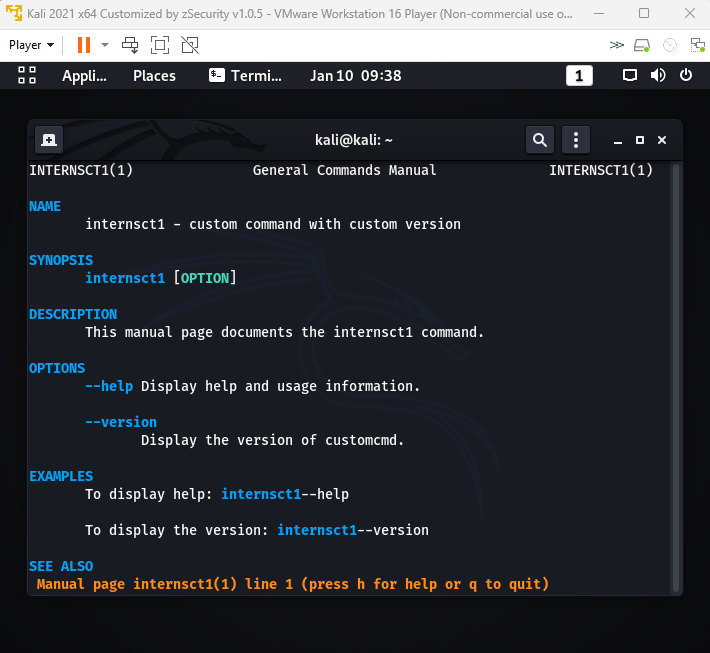 Kali 2021 x64 Customized by zSecurity v1.0.5 - VMware Workstation 16 Player (Non-commercial use o...
Player
Appli... Places Termi... Jan 10 09:38 1
kali@kali: ~
INTERNSCT1(1) General Commands Manual INTERNSCT1(1)
NAME
internsct1 - custom command with custom version
SYNOPSIS
internsct1 [OPTION]
DESCRIPTION
This manual page documents the internsct1 command.
OPTIONS
--help Display help and usage information.
--version
Display the version of customcmd.
EXAMPLES
To display help: internsct1--help
To display the version: internsct1--version
SEE ALSO
Manual page internsct1(1) line 1 (press h for help or q to quit)